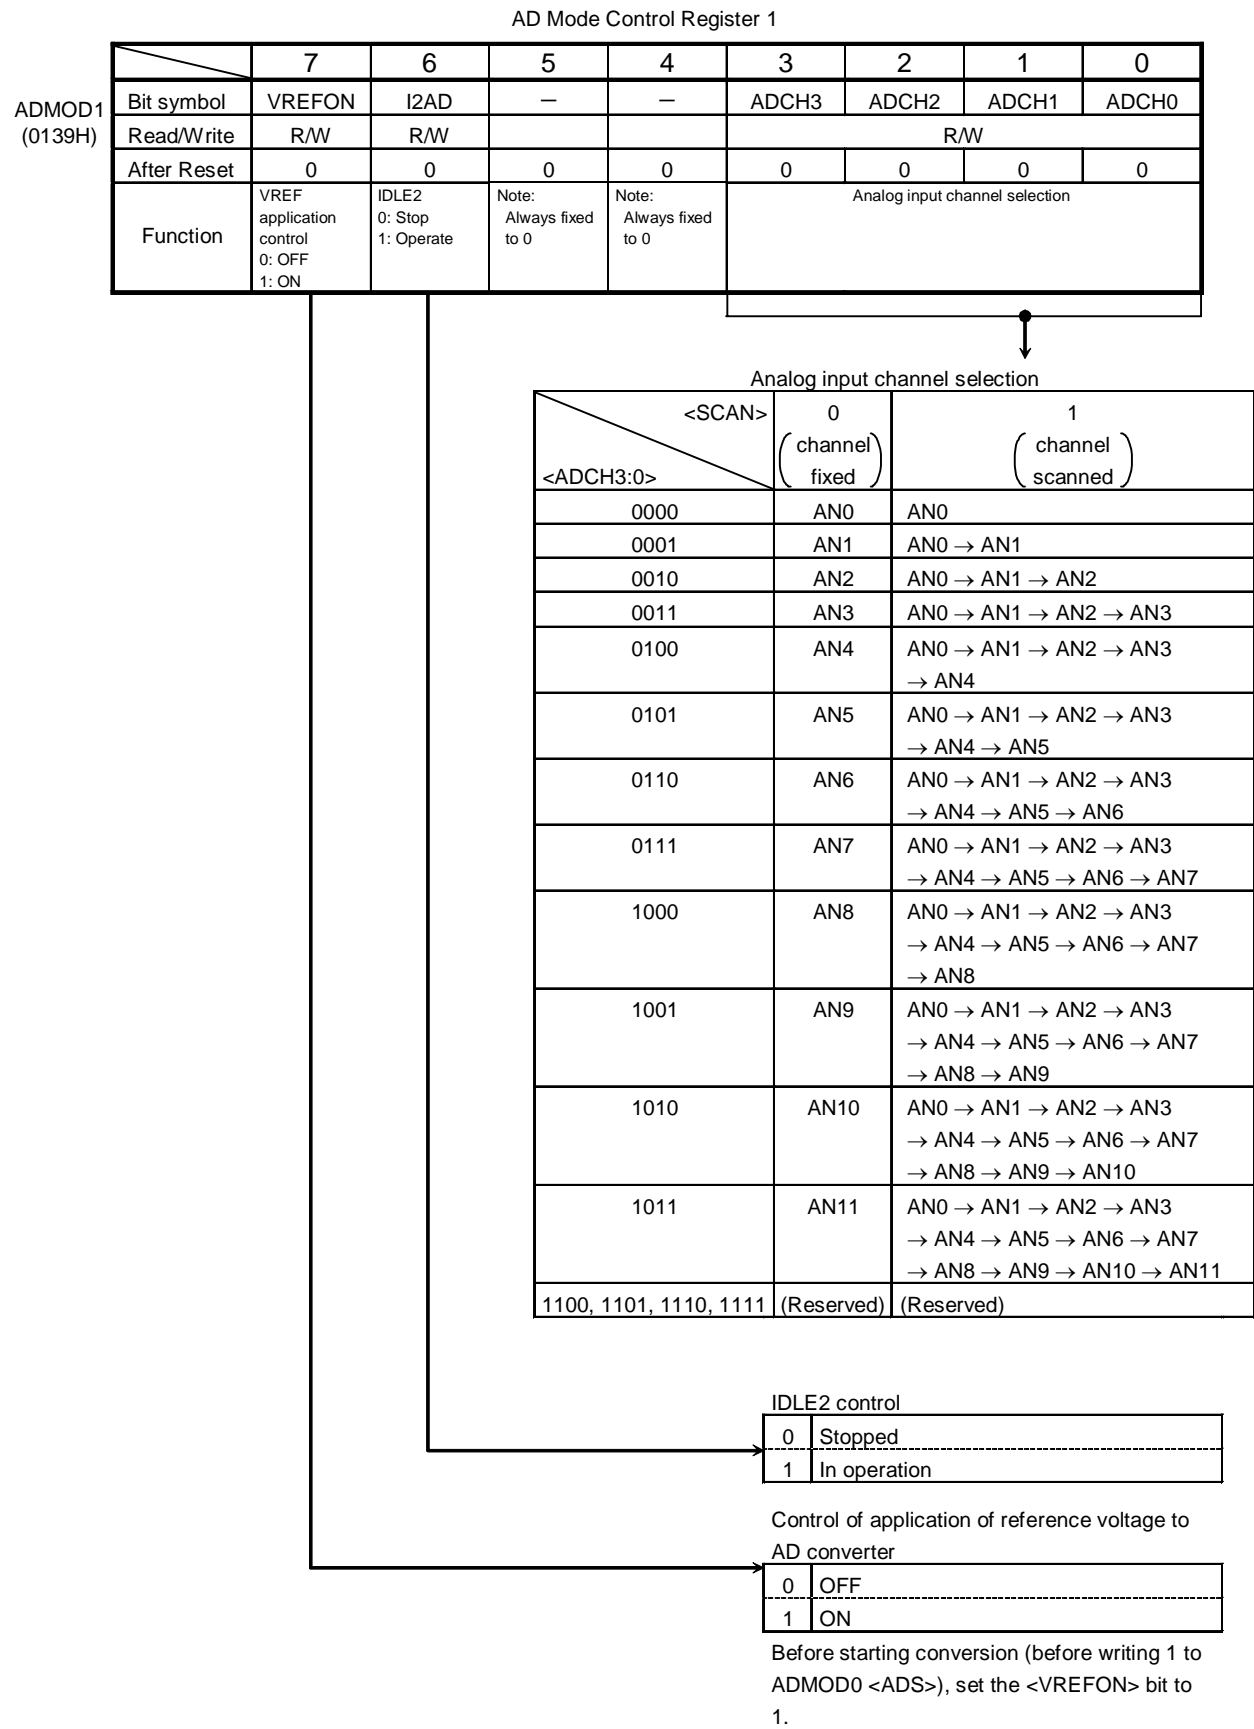 AD Mode Control Register 1
7 6 5 4 3 2 1 0
ADMOD1
(0139H)
Bit symbol VREFON I2AD – – ADCH3 ADCH2 ADCH1 ADCH0
Read/Write R/W R/W R/W
After Reset 0 0 0 0 0 0 0 0
Function
VREF
application
control
0: OFF
1: ON
IDLE2
0: Stop
1: Operate
Note:
Always fixed
to 0
Note:
Always fixed
to 0
Analog input channel selection
Analog input channel selection
<SCAN>
<ADCH3:0>
0
(channel
fixed)
1
(channel
scanned)
0000 AN0 AN0
0001 AN1 AN0 → AN1
0010 AN2 AN0 → AN1 → AN2
0011 AN3 AN0 → AN1 → AN2 → AN3
0100 AN4 AN0 → AN1 → AN2 → AN3
→ AN4
0101 AN5 AN0 → AN1 → AN2 → AN3
→ AN4 → AN5
0110 AN6 AN0 → AN1 → AN2 → AN3
→ AN4 → AN5 → AN6
0111 AN7 AN0 → AN1 → AN2 → AN3
→ AN4 → AN5 → AN6 → AN7
1000 AN8 AN0 → AN1 → AN2 → AN3
→ AN4 → AN5 → AN6 → AN7
→ AN8
1001 AN9 AN0 → AN1 → AN2 → AN3
→ AN4 → AN5 → AN6 → AN7
→ AN8 → AN9
1010 AN10 AN0 → AN1 → AN2 → AN3
→ AN4 → AN5 → AN6 → AN7
→ AN8 → AN9 → AN10
1011 AN11 AN0 → AN1 → AN2 → AN3
→ AN4 → AN5 → AN6 → AN7
→ AN8 → AN9 → AN10 → AN11
1100, 1101, 1110, 1111 (Reserved) (Reserved)
IDLE2 control
0 Stopped
1 In operation
Control of application of reference voltage to
AD converter
0 OFF
1 ON
Before starting conversion (before writing 1 to
ADMOD0 <ADS>), set the <VREFON> bit to
1.